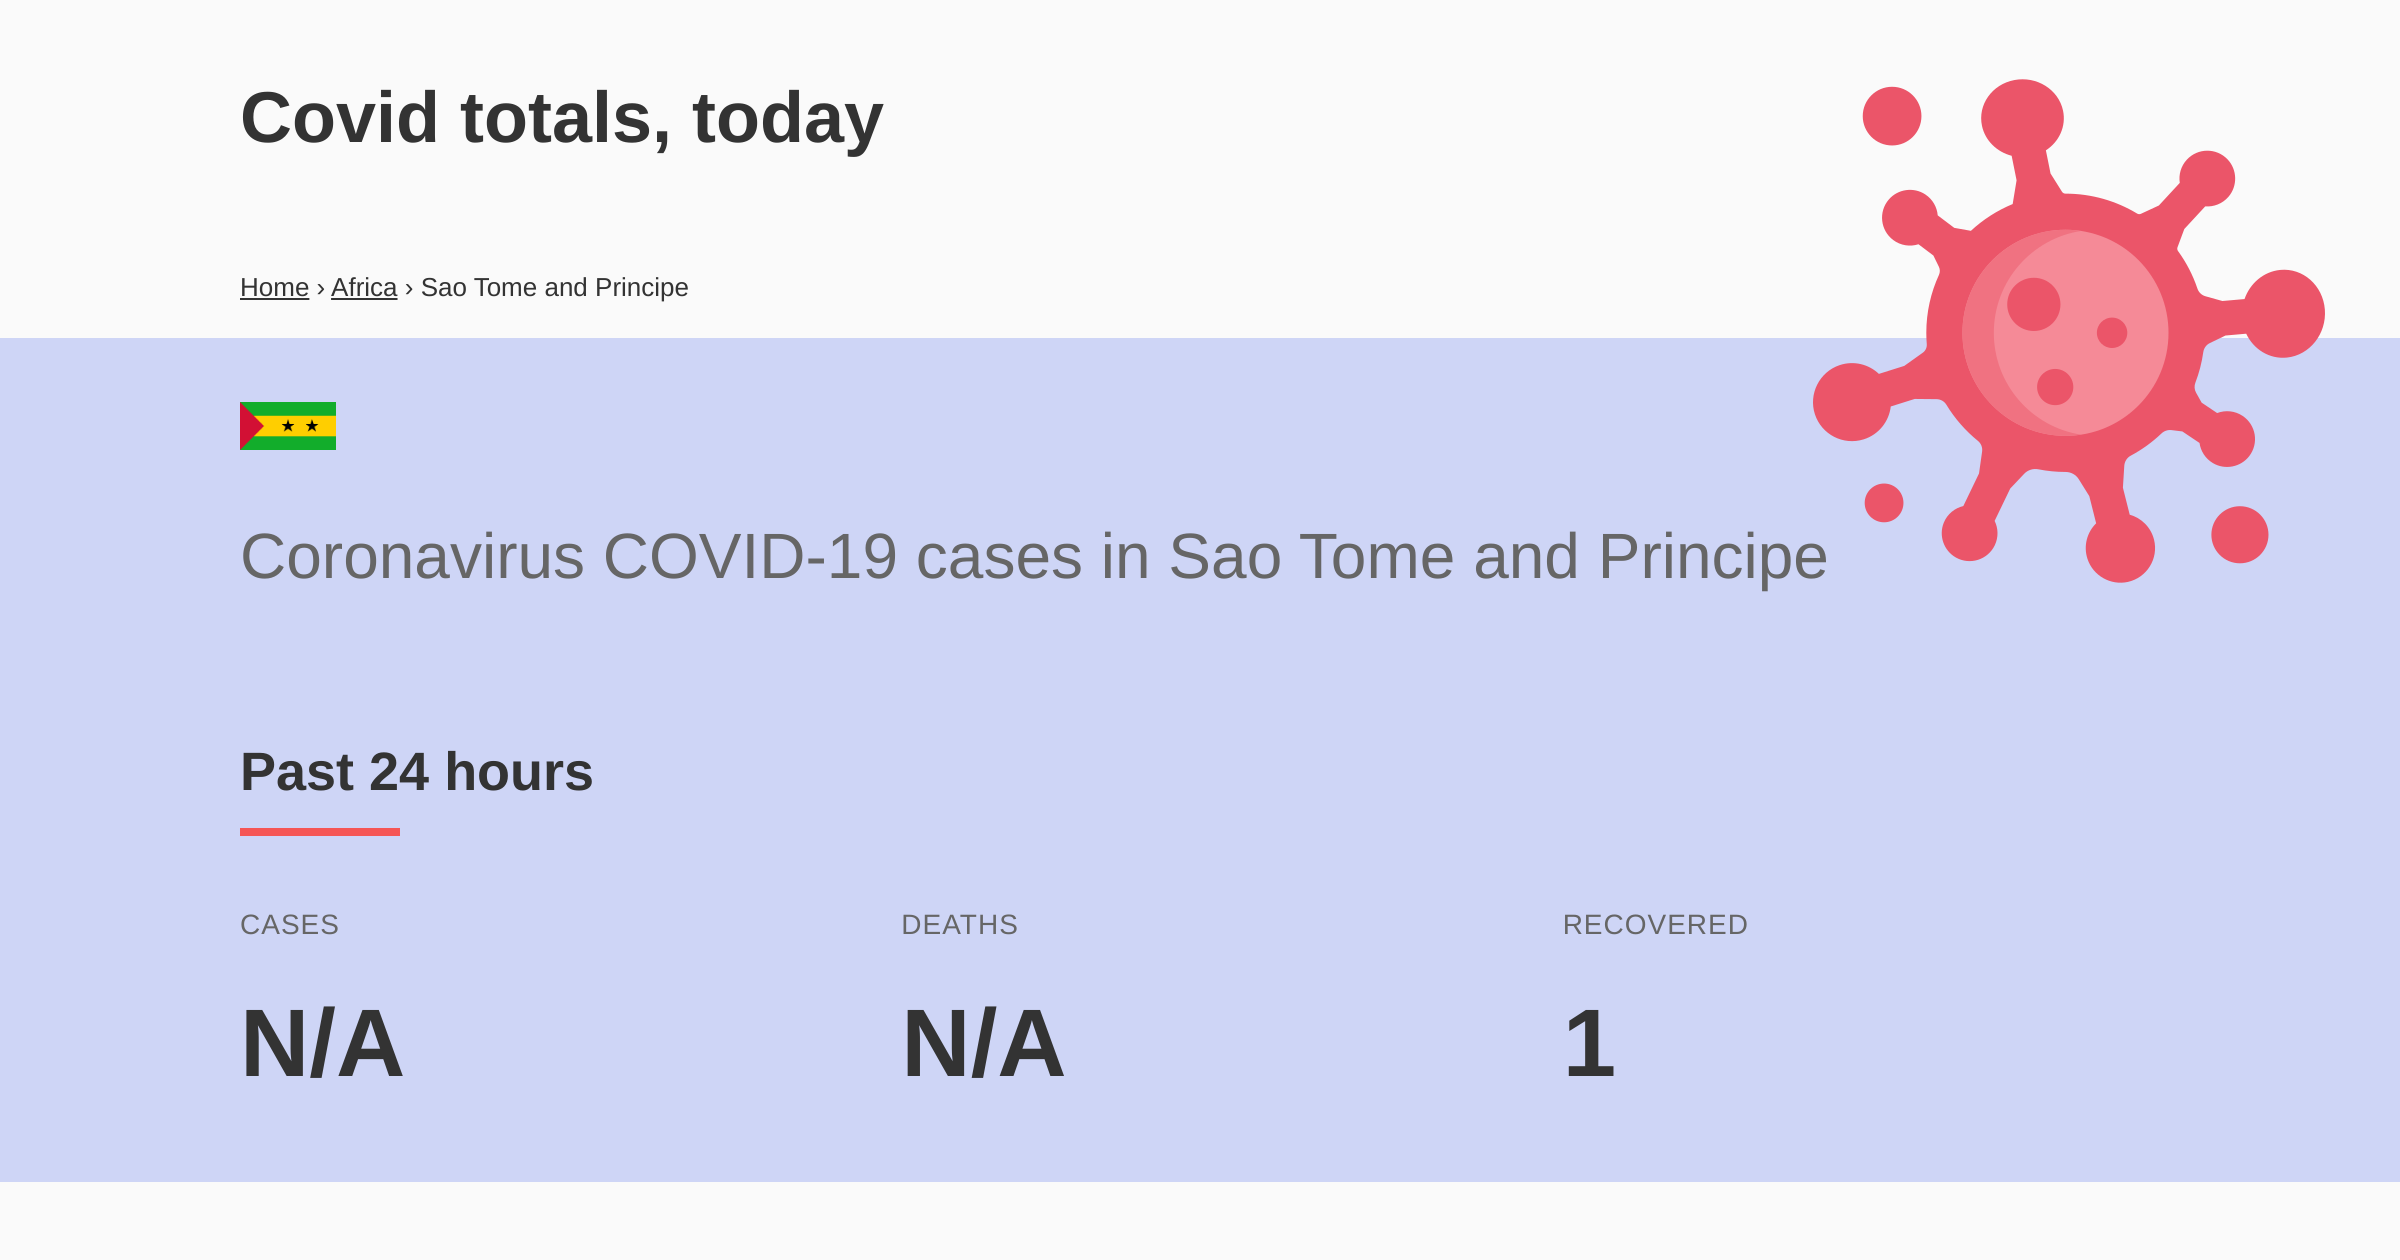 Covid totals, today
Home › Africa › Sao Tome and Principe
Coronavirus COVID-19 cases in Sao Tome and Principe
Past 24 hours
CASES DEATHS RECOVERED
N/A N/A 1